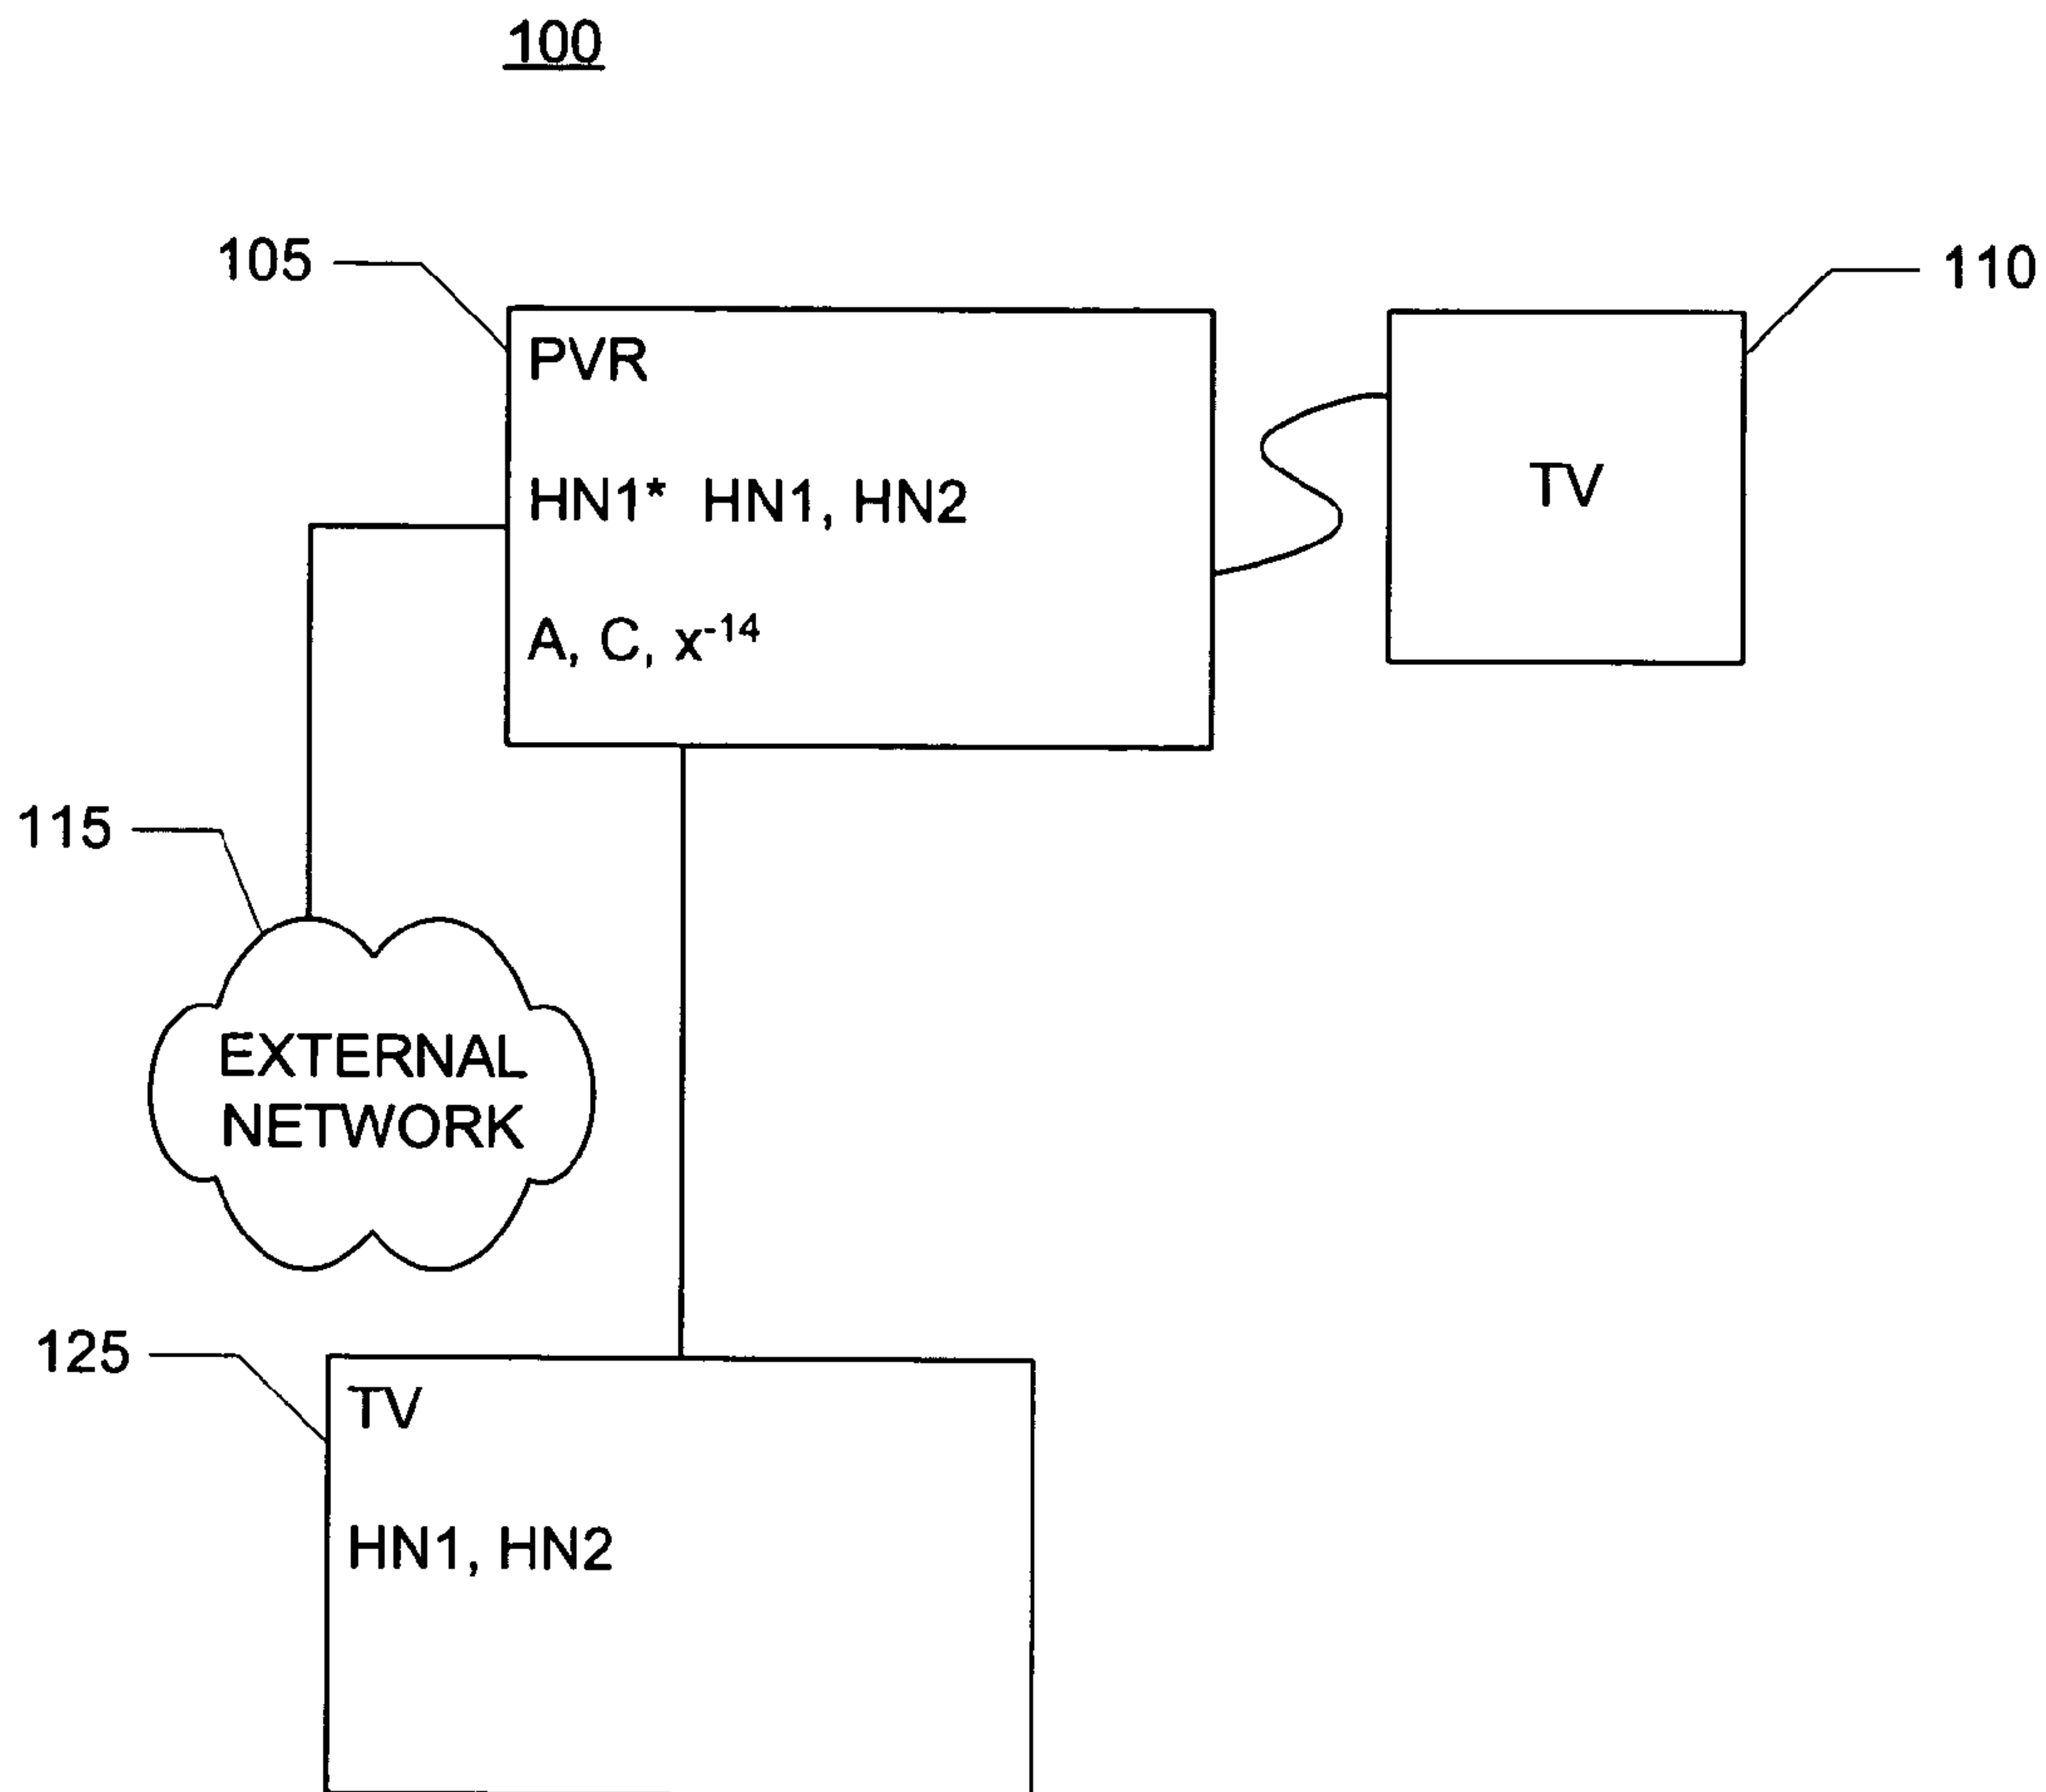 100
105
110
PVR
HN1* HN1, HN2
TV
A, C, x⁻¹⁴
115
EXTERNAL
NETWORK
125
TV
HN1, HN2